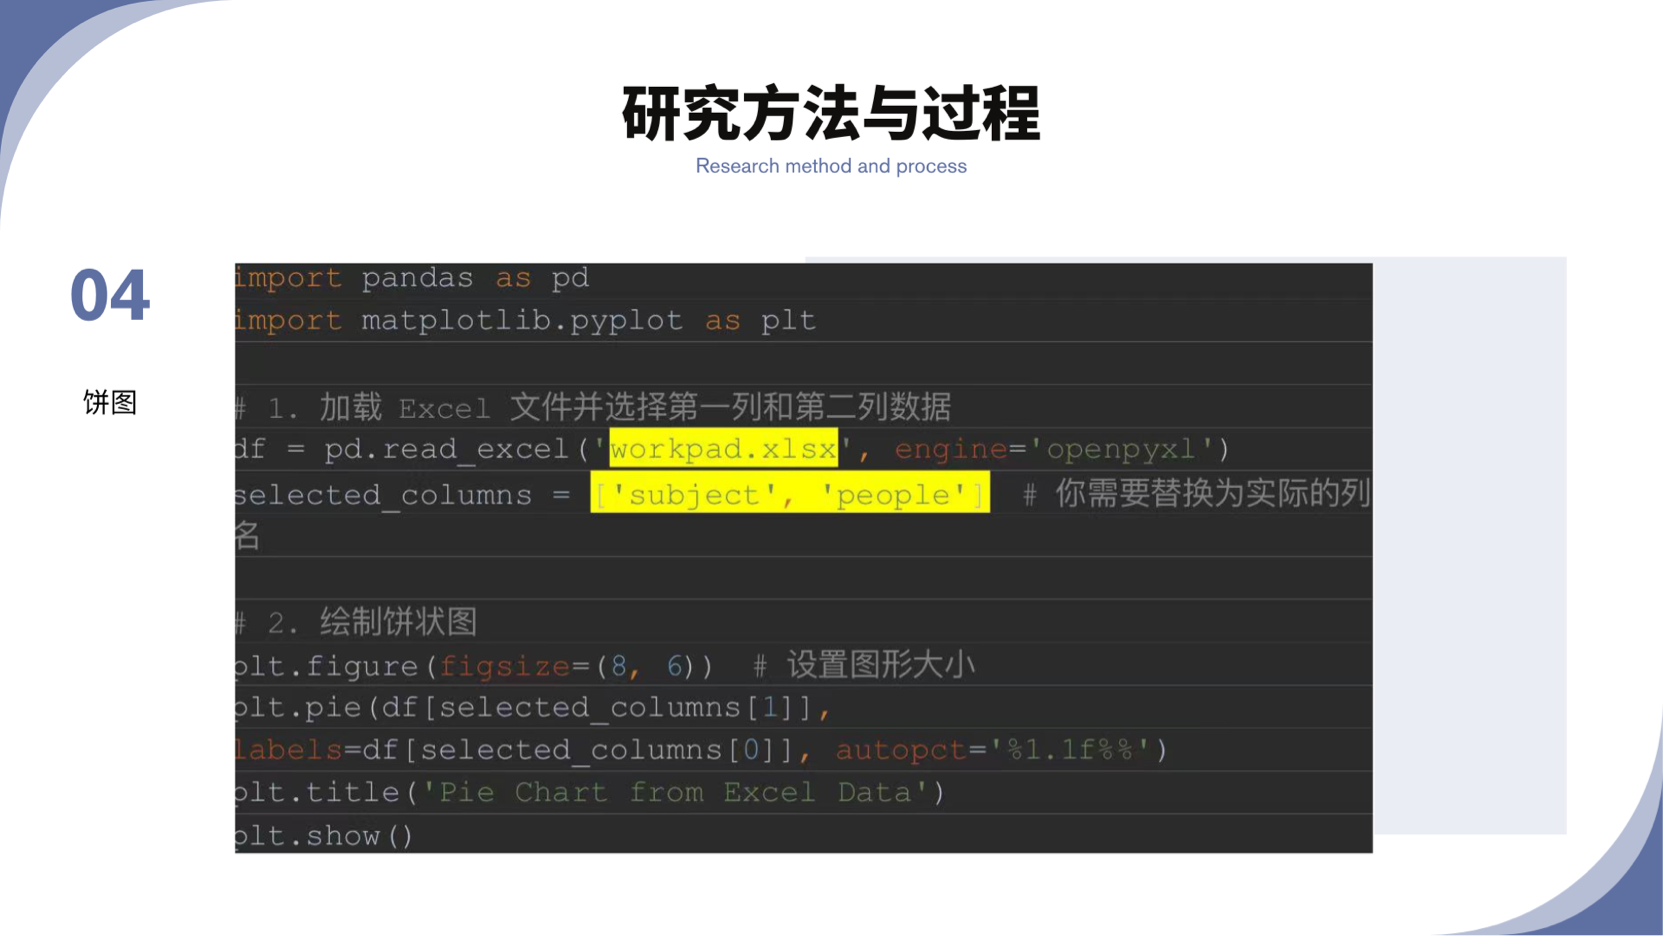 研究方法与过程
Research method and process
04
饼图
import pandas as pd
import matplotlib.pyplot as plt
# 1. 加载 Excel 文件并选择第一列和第二列数据
df = pd.read_excel('workpad.xlsx', engine='openpyxl')
selected_columns = ['subject', 'people']  # 你需要替换为实际的列
名
# 2. 绘制饼状图
plt.figure(figsize=(8, 6))  # 设置图形大小
plt.pie(df[selected_columns[1]],
labels=df[selected_columns[0]], autopct='%1.1f%%')
plt.title('Pie Chart from Excel Data')
plt.show()